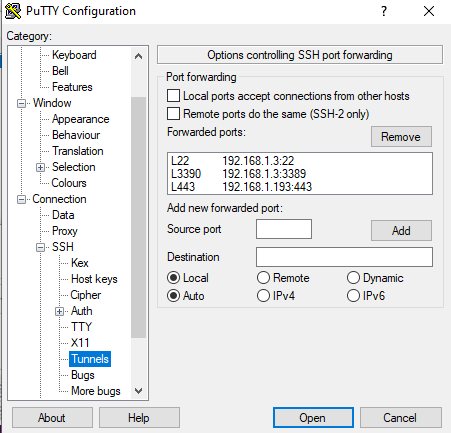 PuTTY Configuration
?
Category:
Keyboard
Bell
Features
Window
Appearance
Behaviour
Translation
Selection
Colours
Connection
Data
Proxy
SSH
Kex
Host keys
Cipher
Auth
TTY
X11
Tunnels
Bugs
More bugs
Options controlling SSH port forwarding
Port forwarding
Local ports accept connections from other hosts
Remote ports do the same (SSH-2 only)
Forwarded ports:
Remove
L22 192.168.1.3:22
L3390 192.168.1.3:3389
L443 192.168.1.193:443
Add new forwarded port:
Source port
Add
Destination
Local Remote Dynamic
Auto IPv4 IPv6
About Help Open Cancel